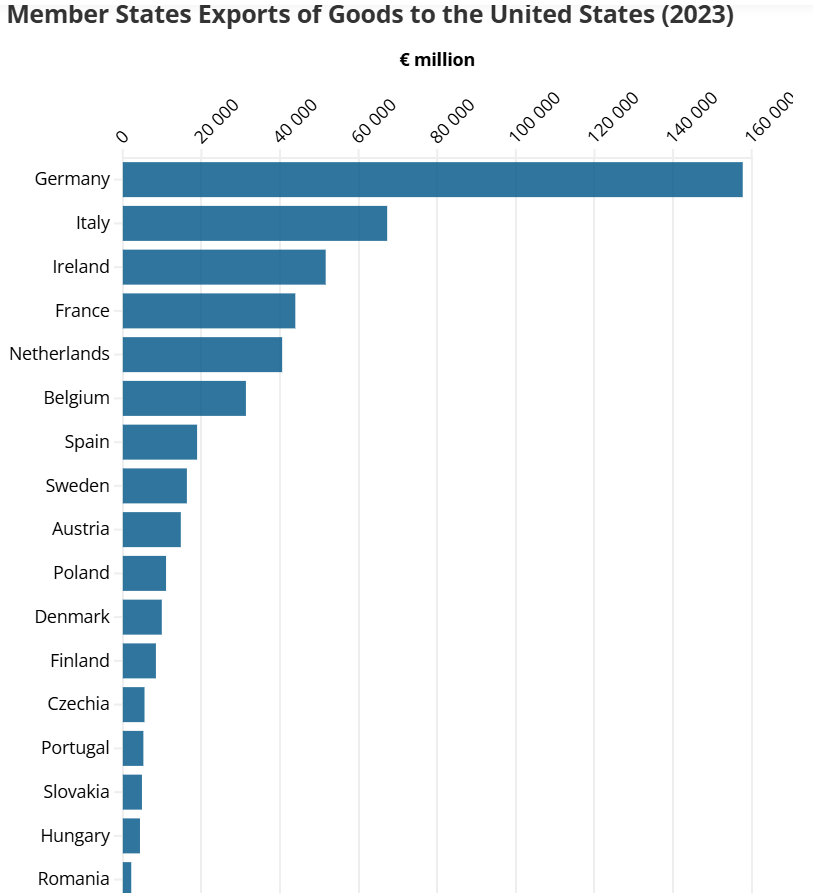 Member States Exports of Goods to the United States (2023)
€ million
0
20 000
40 000
60 000
80 000
100 000
120 000
140 000
160 000
Germany
Italy
Ireland
France
Netherlands
Belgium
Spain
Sweden
Austria
Poland
Denmark
Finland
Czechia
Portugal
Slovakia
Hungary
Romania